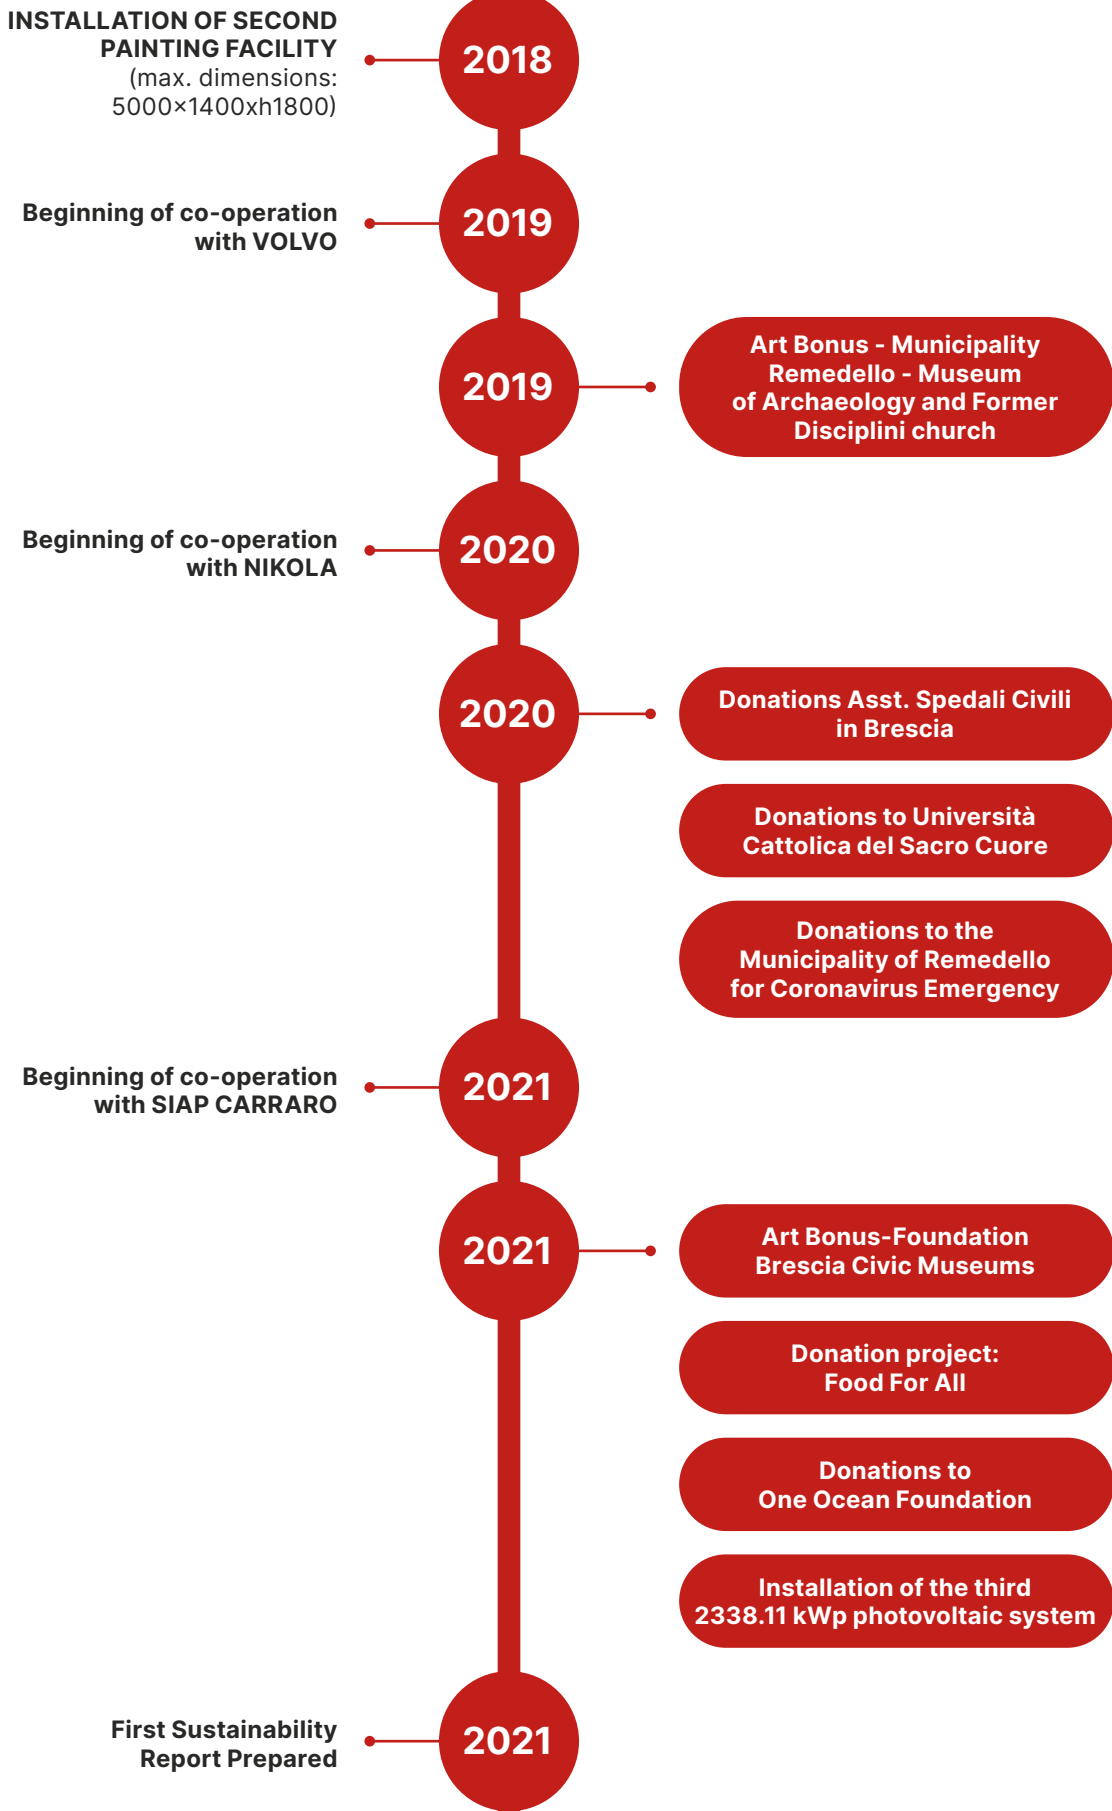 INSTALLATION OF SECOND
PAINTING FACILITY
(max. dimensions:
5000×1400xh1800)
2018
Beginning of co-operation
with VOLVO
2019
2019
Art Bonus - Municipality
Remedello - Museum
of Archaeology and Former
Disciplini church
Beginning of co-operation
with NIKOLA
2020
2020
Donations Asst. Spedali Civili
in Brescia
Donations to Università
Cattolica del Sacro Cuore
Donations to the
Municipality of Remedello
for Coronavirus Emergency
Beginning of co-operation
with SIAP CARRARO
2021
2021
Art Bonus-Foundation
Brescia Civic Museums
Donation project:
Food For All
Donations to
One Ocean Foundation
Installation of the third
2338.11 kWp photovoltaic system
First Sustainability
Report Prepared
2021